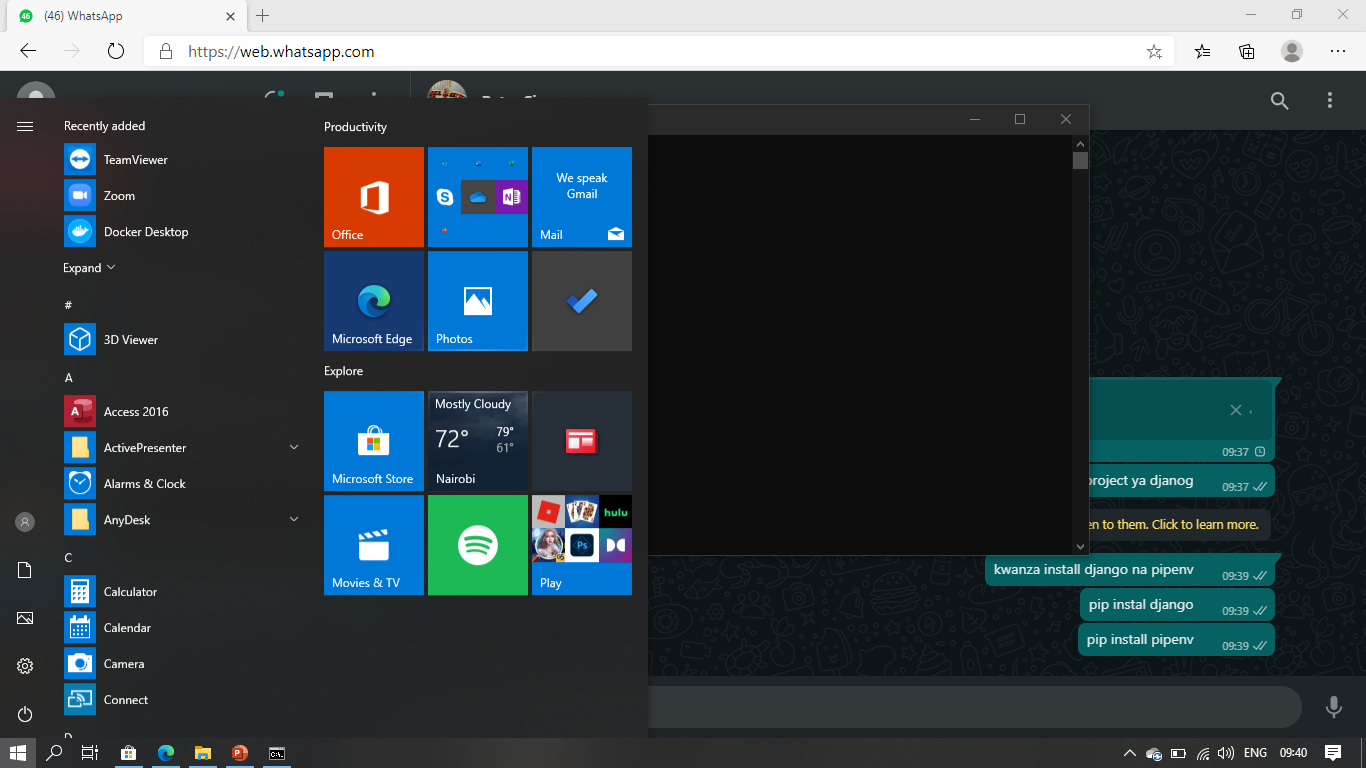 (46) WhatsApp
https://web.whatsapp.com
Recently added
TeamViewer
Zoom
Docker Desktop
Expand
#
3D Viewer
A
Access 2016
ActivePresenter
Alarms & Clock
AnyDesk
C
Calculator
Calendar
Camera
Connect
Productivity
Office
We speak
Gmail
Mail
Microsoft Edge
Photos
Explore
Microsoft Store
Mostly Cloudy
72° 79°
61°
Nairobi
Movies & TV
hulu
Ps
Play
09:37
project ya djanog 09:37
en to them. Click to learn more.
kwanza install django na pipenv 09:39
pip instal django 09:39
pip install pipenv 09:39
ENG 09:40